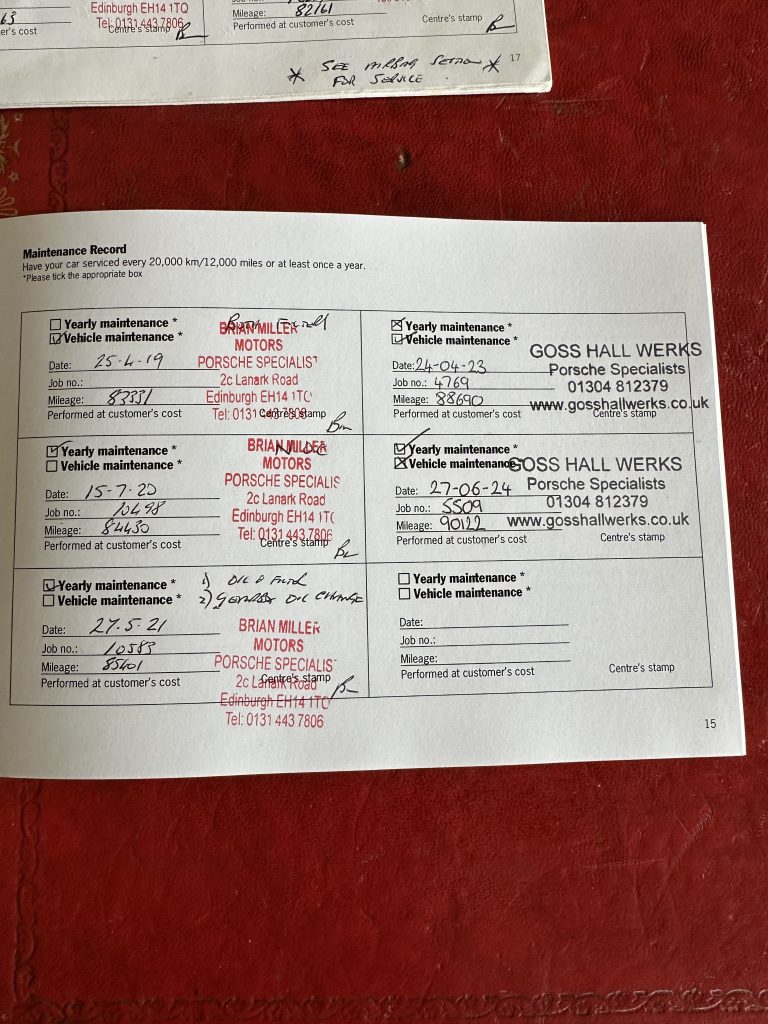 63
er's cost
Edinburgh EH14 1TQ
Tel: 0131 443 7806
Centre's stamp
Mileage: 82161
Performed at customer's cost
Centre's stamp
* SEE AIRBAG SECTION *
FOR SERVICE
17
Maintenance Record
Have your car serviced every 20,000 km/12,000 miles or at least once a year.
*Please tick the appropriate box
Yearly maintenance *
Vehicle maintenance *
Date: 25-4-19
Job no.:
Mileage: 83331
Performed at customer's cost
BRIAN MILLER
MOTORS
PORSCHE SPECIALIST
2c Lanark Road
Edinburgh EH14 1TQ
Tel: 0131 443 7806
Centre's stamp
Yearly maintenance *
Vehicle maintenance *
Date: 15-7-20
Job no.: 10498
Mileage: 84430
Performed at customer's cost
BRIAN MILLER
MOTORS
PORSCHE SPECIALIS
2c Lanark Road
Edinburgh EH14 1TQ
Tel: 0131 443 7806
Centre's stamp
Yearly maintenance *
Vehicle maintenance *
1) OIL & FILTER
2) GEARBOX OIL CHANGE
Date: 27.5.21
Job no.: 10583
Mileage: 85401
Performed at customer's cost
BRIAN MILLER
MOTORS
PORSCHE SPECIALIS
2c Lanark Road
Centre's stamp
Edinburgh EH14 1TQ
Tel: 0131 443 7806
Yearly maintenance *
Vehicle maintenance *
Date: 24-04-23
Job no.: 4769
Mileage: 88690
Performed at customer's cost
GOSS HALL WERKS
Porsche Specialists
01304 812379
www.gosshallwerks.co.uk
Centre's stamp
Yearly maintenance *
Vehicle maintenance
Date: 27-06-24
Job no.: 5509
Mileage: 90122
Performed at customer's cost
GOSS HALL WERKS
Porsche Specialists
01304 812379
www.gosshallwerks.co.uk
Centre's stamp
Yearly maintenance *
Vehicle maintenance *
Date:
Job no.:
Mileage:
Performed at customer's cost
Centre's stamp
15